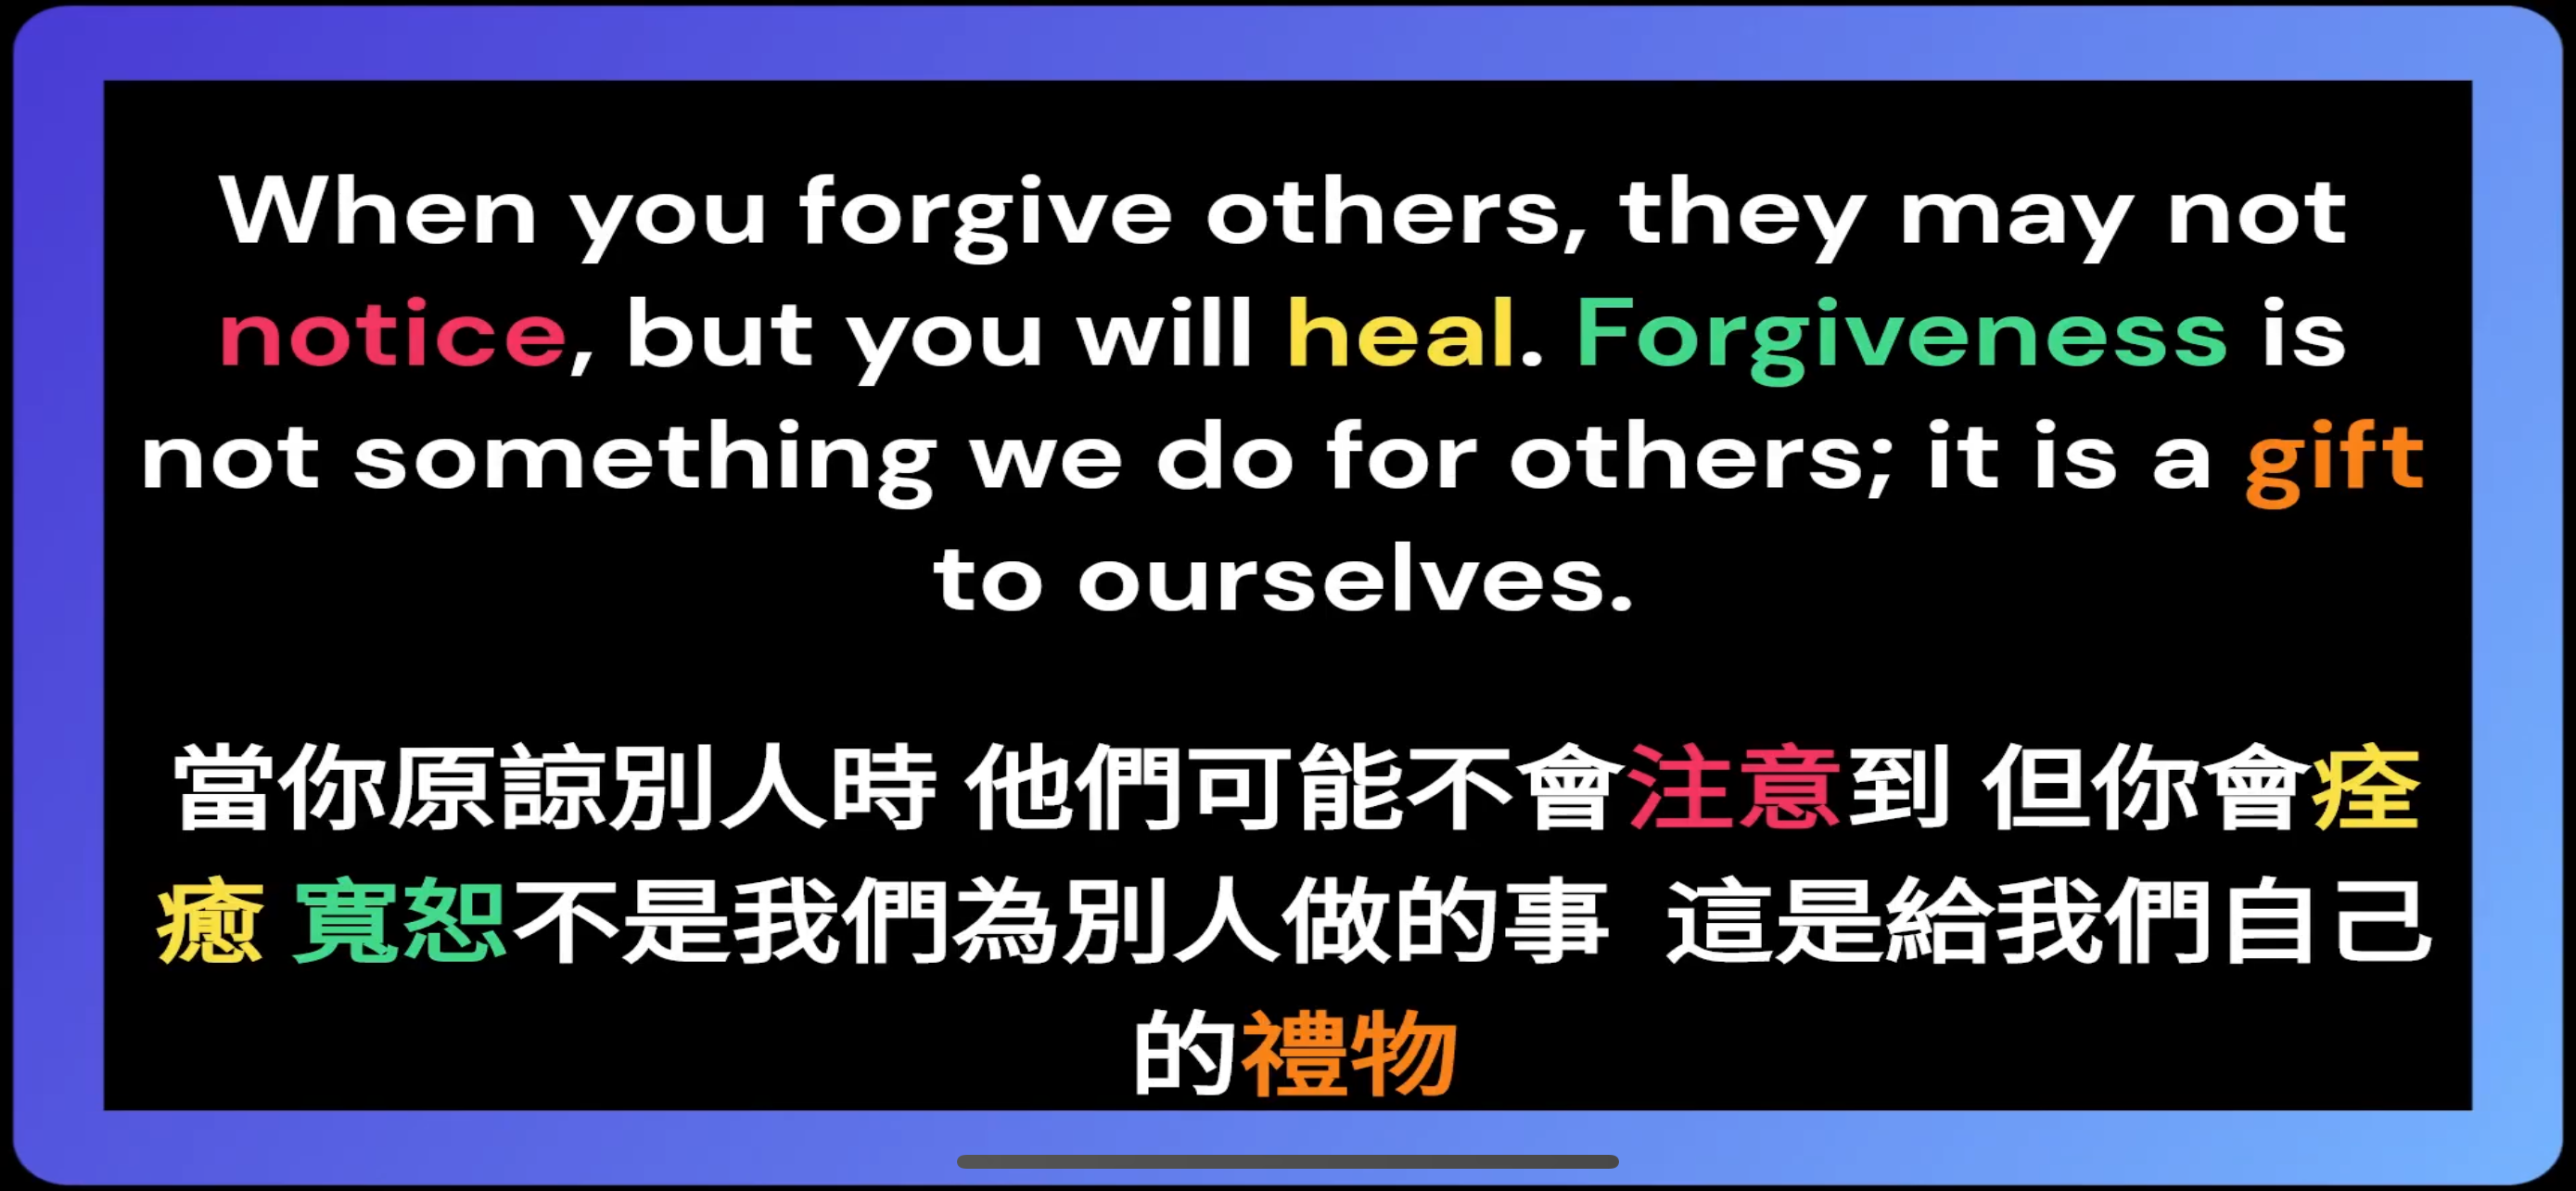 When you forgive others, they may not
notice, but you will heal. Forgiveness is
not something we do for others; it is a gift
to ourselves.
當你原諒別人時 他們可能不會注意到 但你會痊
癒 寬恕不是我們為別人做的事 這是給我們自己
的禮物